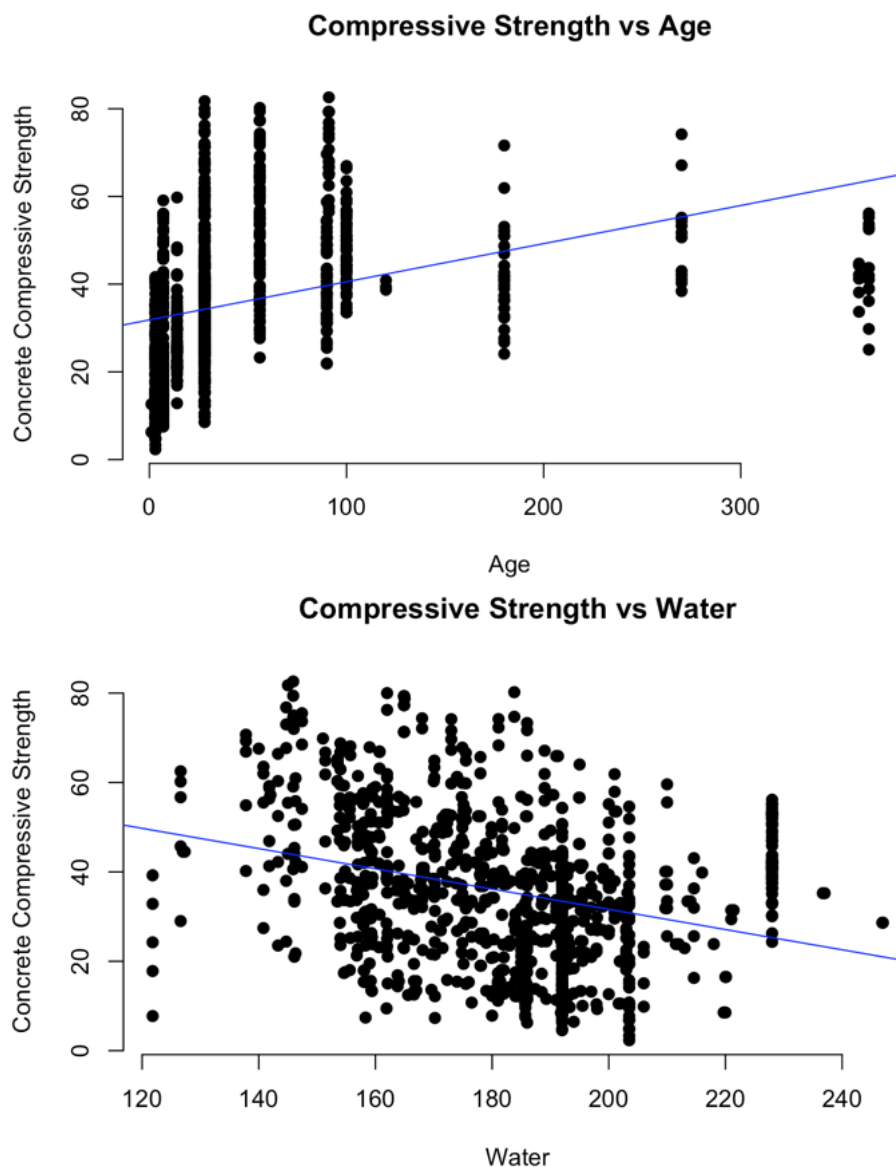 Compressive Strength vs Age
Concrete Compressive Strength
80
60
40
20
0
0 100 200 300
Age
Compressive Strength vs Water
Concrete Compressive Strength
80
60
40
20
0
120 140 160 180 200 220 240
Water